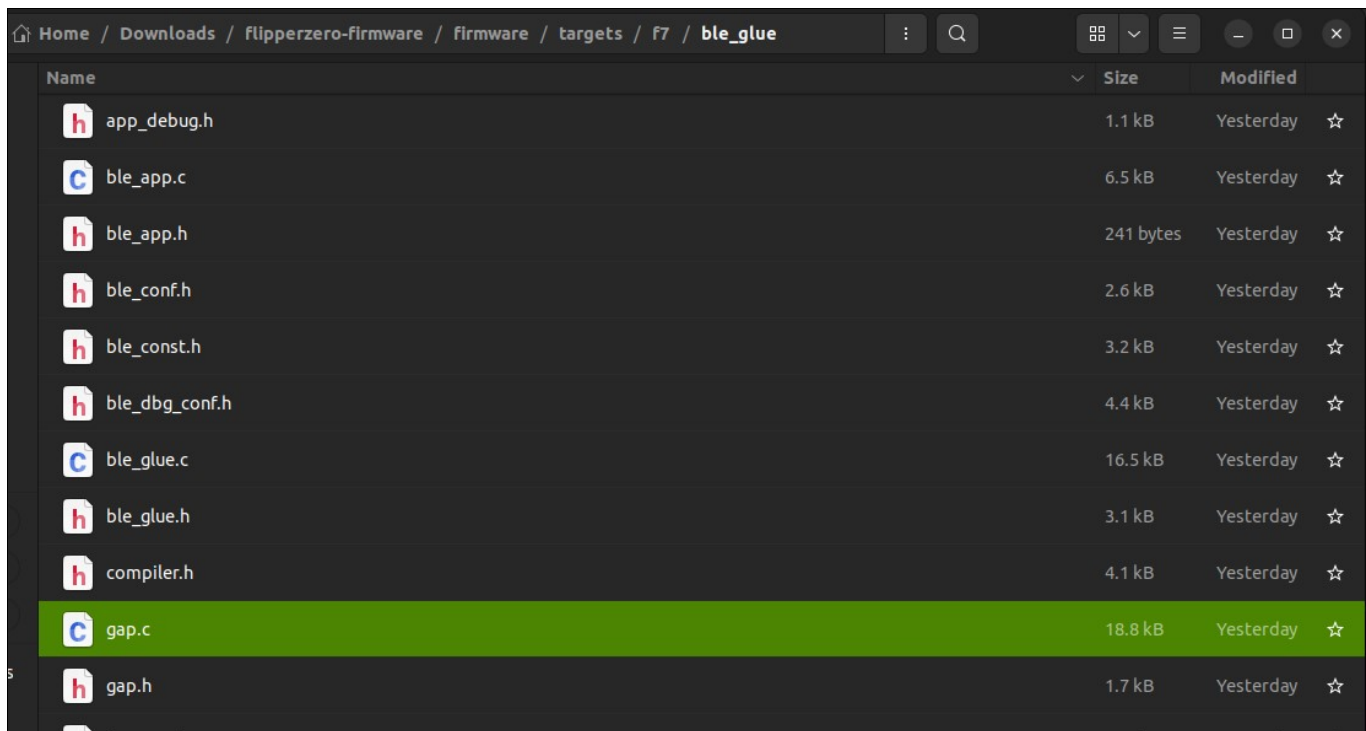 Home / Downloads / flipperzero-firmware / firmware / targets / f7 / ble_glue
Name Size Modified
h app_debug.h 1.1 kB Yesterday
C ble_app.c 6.5 kB Yesterday
h ble_app.h 241 bytes Yesterday
h ble_conf.h 2.6 kB Yesterday
h ble_const.h 3.2 kB Yesterday
h ble_dbg_conf.h 4.4 kB Yesterday
C ble_glue.c 16.5 kB Yesterday
h ble_glue.h 3.1 kB Yesterday
h compiler.h 4.1 kB Yesterday
C gap.c 18.8 kB Yesterday
s
h gap.h 1.7 kB Yesterday